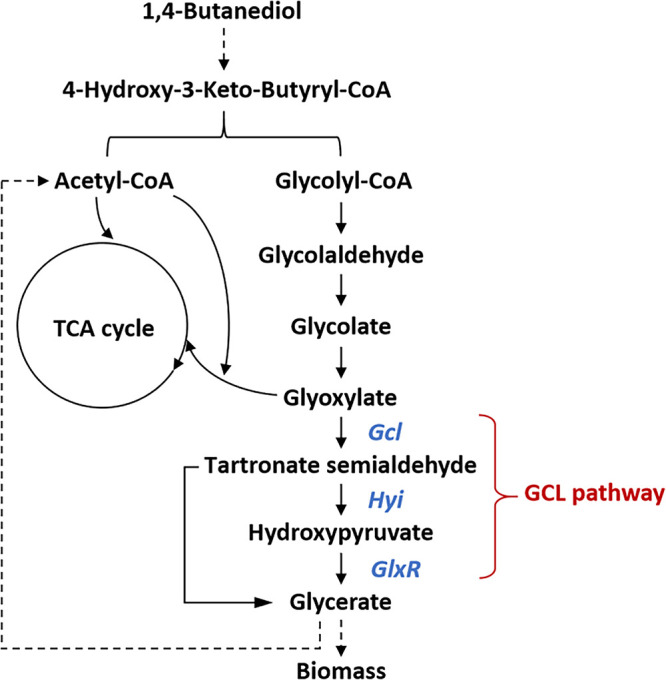 1,4-Butanediol
4-Hydroxy-3-Keto-Butyryl-CoA
Acetyl-CoA
Glycolyl-CoA
Glycolaldehyde
TCA cycle
Glycolate
Glyoxylate
Gcl
Tartronate semialdehyde
GCL pathway
Hyi
Hydroxypyruvate
GlxR
Glycerate
Biomass